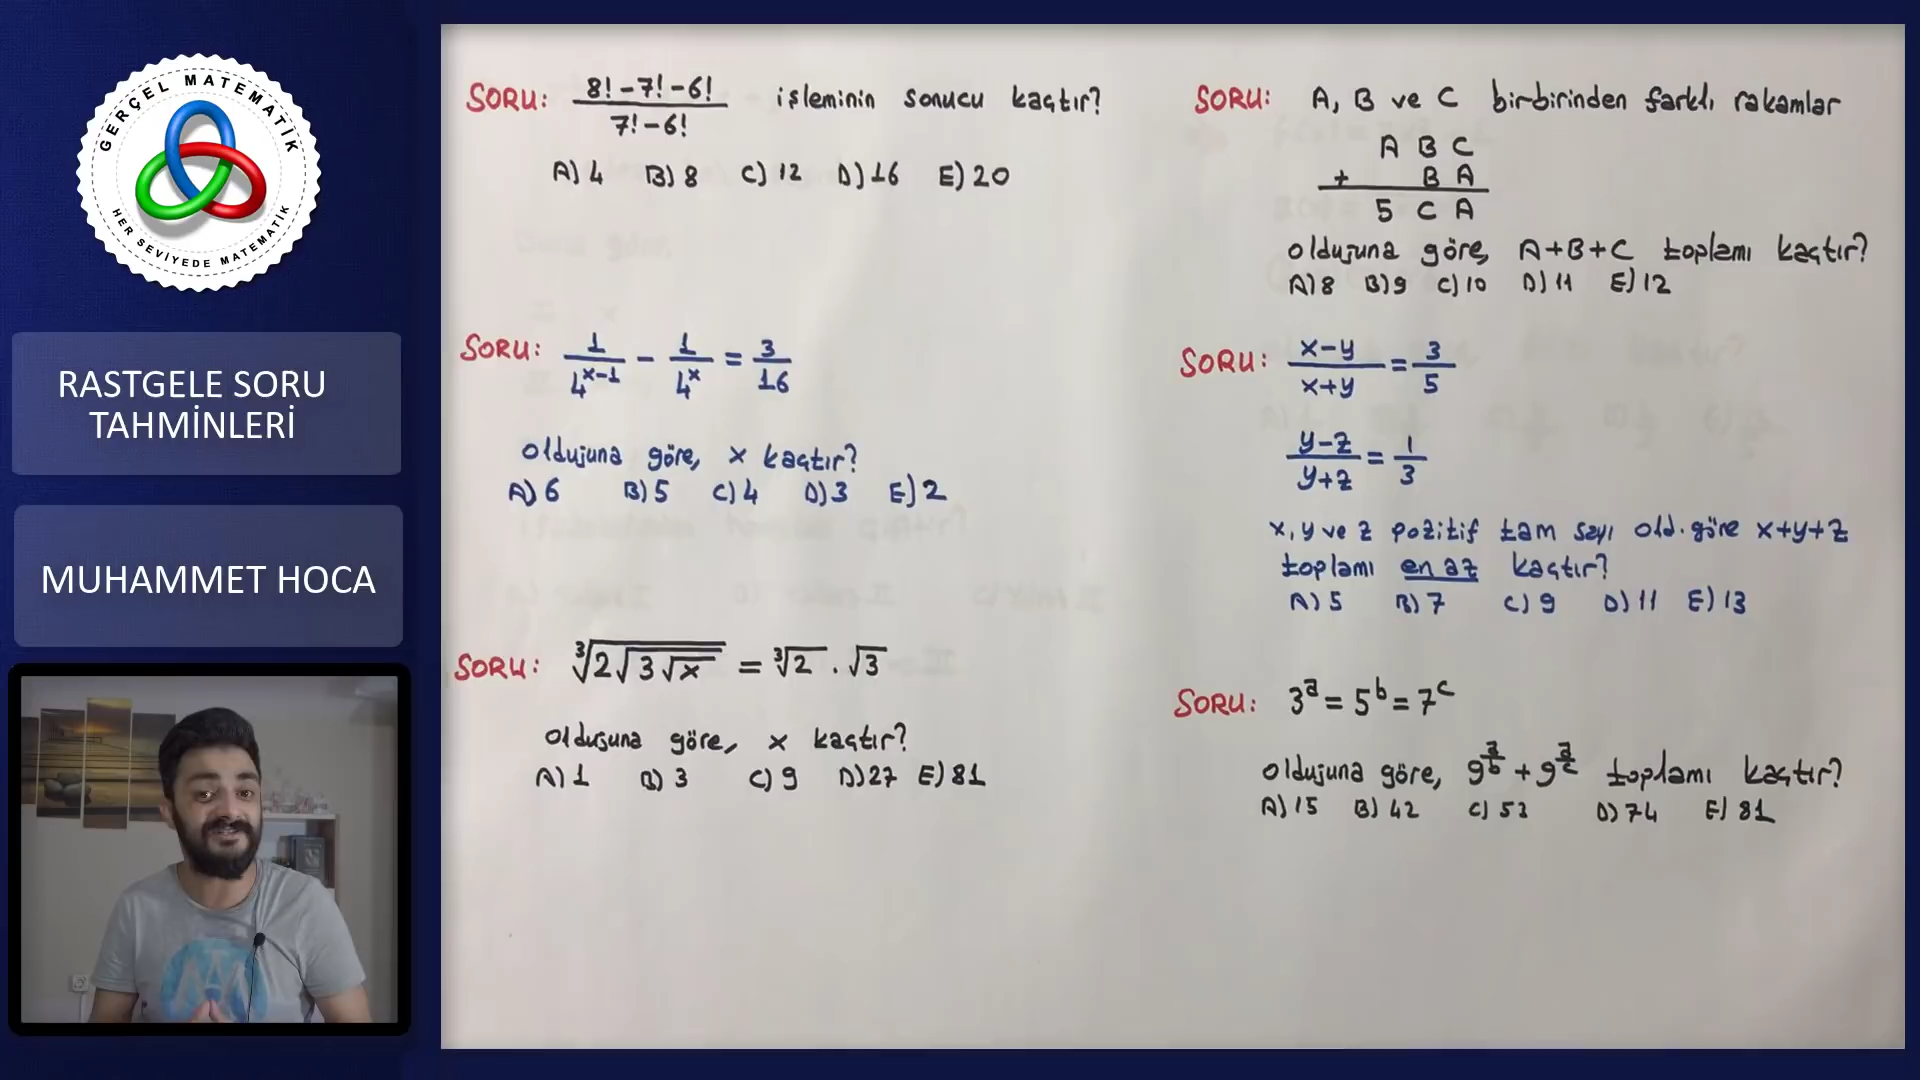 GERÇEL MATEMATİK
HER SEVİYEDE MATEMATİK
RASTGELE SORU
TAHMİNLERİ
MUHAMMET HOCA
SORU: (8!-7!-6!)/(7!-6!) işleminin sonucu kaçtır?
A) 4 B) 8 C) 12 D) 16 E) 20
SORU: 1/4^(x-1) - 1/4^x = 3/16
olduğuna göre, x kaçtır?
A) 6 B) 5 C) 4 D) 3 E) 2
SORU: ∛(2√(3√x)) = ∛2 . √3
olduğuna göre, x kaçtır?
A) 1 B) 3 C) 9 D) 27 E) 81
SORU: A, B ve C birbirinden farklı rakamlar
A B C
+ B A
5 C A
olduğuna göre, A+B+C toplamı kaçtır?
A) 8 B) 9 C) 10 D) 11 E) 12
SORU: (x-y)/(x+y) = 3/5
(y-z)/(y+z) = 1/3
x, y ve z pozitif tam sayı old. göre x+y+z
toplamı en az kaçtır?
A) 5 B) 7 C) 9 D) 11 E) 13
SORU: 3^a = 5^b = 7^c
olduğuna göre, 9^(a/b) + 9^(a/c) toplamı kaçtır?
A) 15 B) 42 C) 53 D) 74 E) 81